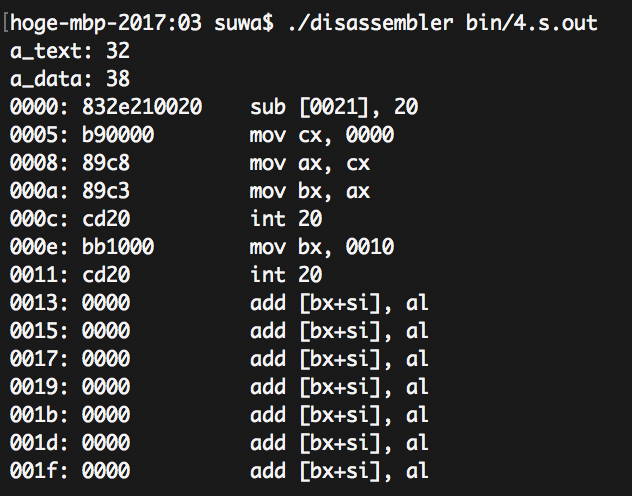 [hoge-mbp-2017:03 suwa$ ./disassembler bin/4.s.out
a_text: 32
a_data: 38
0000: 832e210020    sub [0021], 20
0005: b90000        mov cx, 0000
0008: 89c8          mov ax, cx
000a: 89c3          mov bx, ax
000c: cd20          int 20
000e: bb1000        mov bx, 0010
0011: cd20          int 20
0013: 0000          add [bx+si], al
0015: 0000          add [bx+si], al
0017: 0000          add [bx+si], al
0019: 0000          add [bx+si], al
001b: 0000          add [bx+si], al
001d: 0000          add [bx+si], al
001f: 0000          add [bx+si], al